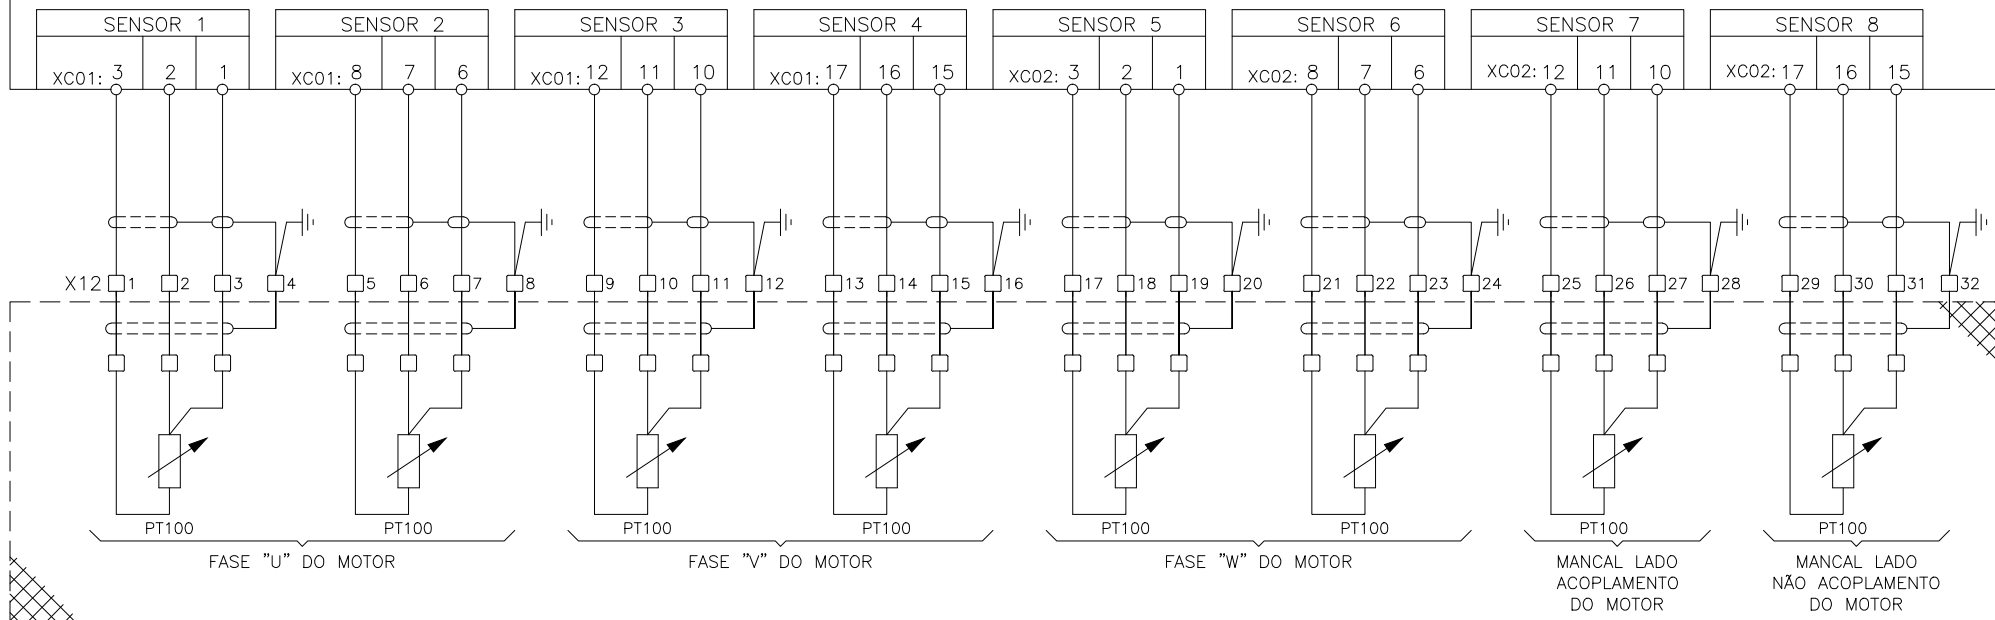 SENSOR 1 SENSOR 2 SENSOR 3 SENSOR 4 SENSOR 5 SENSOR 6 SENSOR 7 SENSOR 8
XC01: 3 2 1 XC01: 8 7 6 XC01: 12 11 10 XC01: 17 16 15 XC02: 3 2 1 XC02: 8 7 6 XC02: 12 11 10 XC02: 17 16 15
X12 1 2 3 4 5 6 7 8 9 10 11 12 13 14 15 16 17 18 19 20 21 22 23 24 25 26 27 28 29 30 31 32
PT100 PT100 PT100 PT100 PT100 PT100 PT100 PT100
FASE "U" DO MOTOR FASE "V" DO MOTOR FASE "W" DO MOTOR
MANCAL LADO
ACOPLAMENTO
DO MOTOR
MANCAL LADO
NÃO ACOPLAMENTO
DO MOTOR